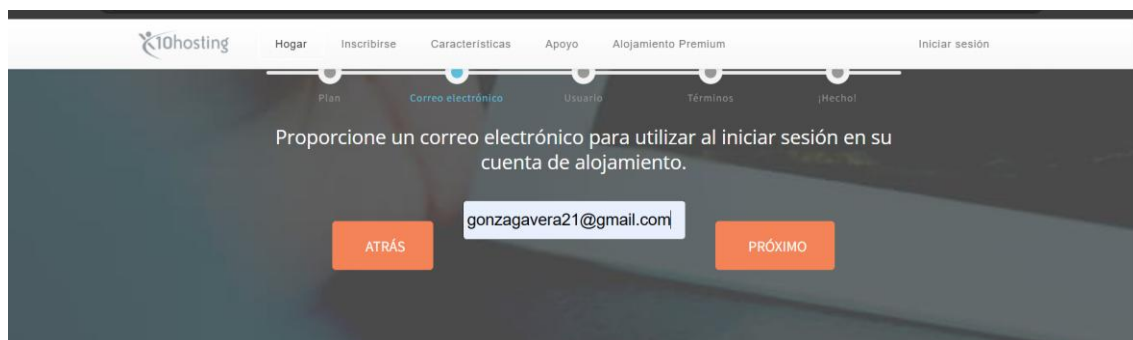 x10hosting
Hogar Inscribirse Características Apoyo Alojamiento Premium Iniciar sesión
Plan Correo electrónico Usuario Términos ¡Hecho!
Proporcione un correo electrónico para utilizar al iniciar sesión en su
cuenta de alojamiento.
gonzagavera21@gmail.com
ATRÁS PRÓXIMO